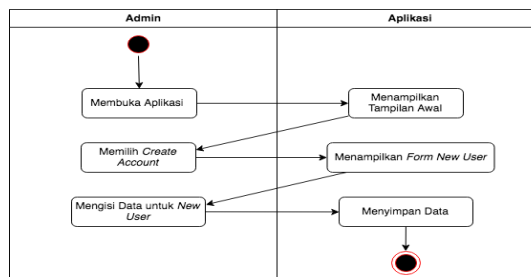 Admin
Aplikasi
Membuka Aplikasi
Menampilkan
Tampilan Awal
Memilih Create
Account
Menampilkan Form New User
Mengisi Data untuk New
User
Menyimpan Data